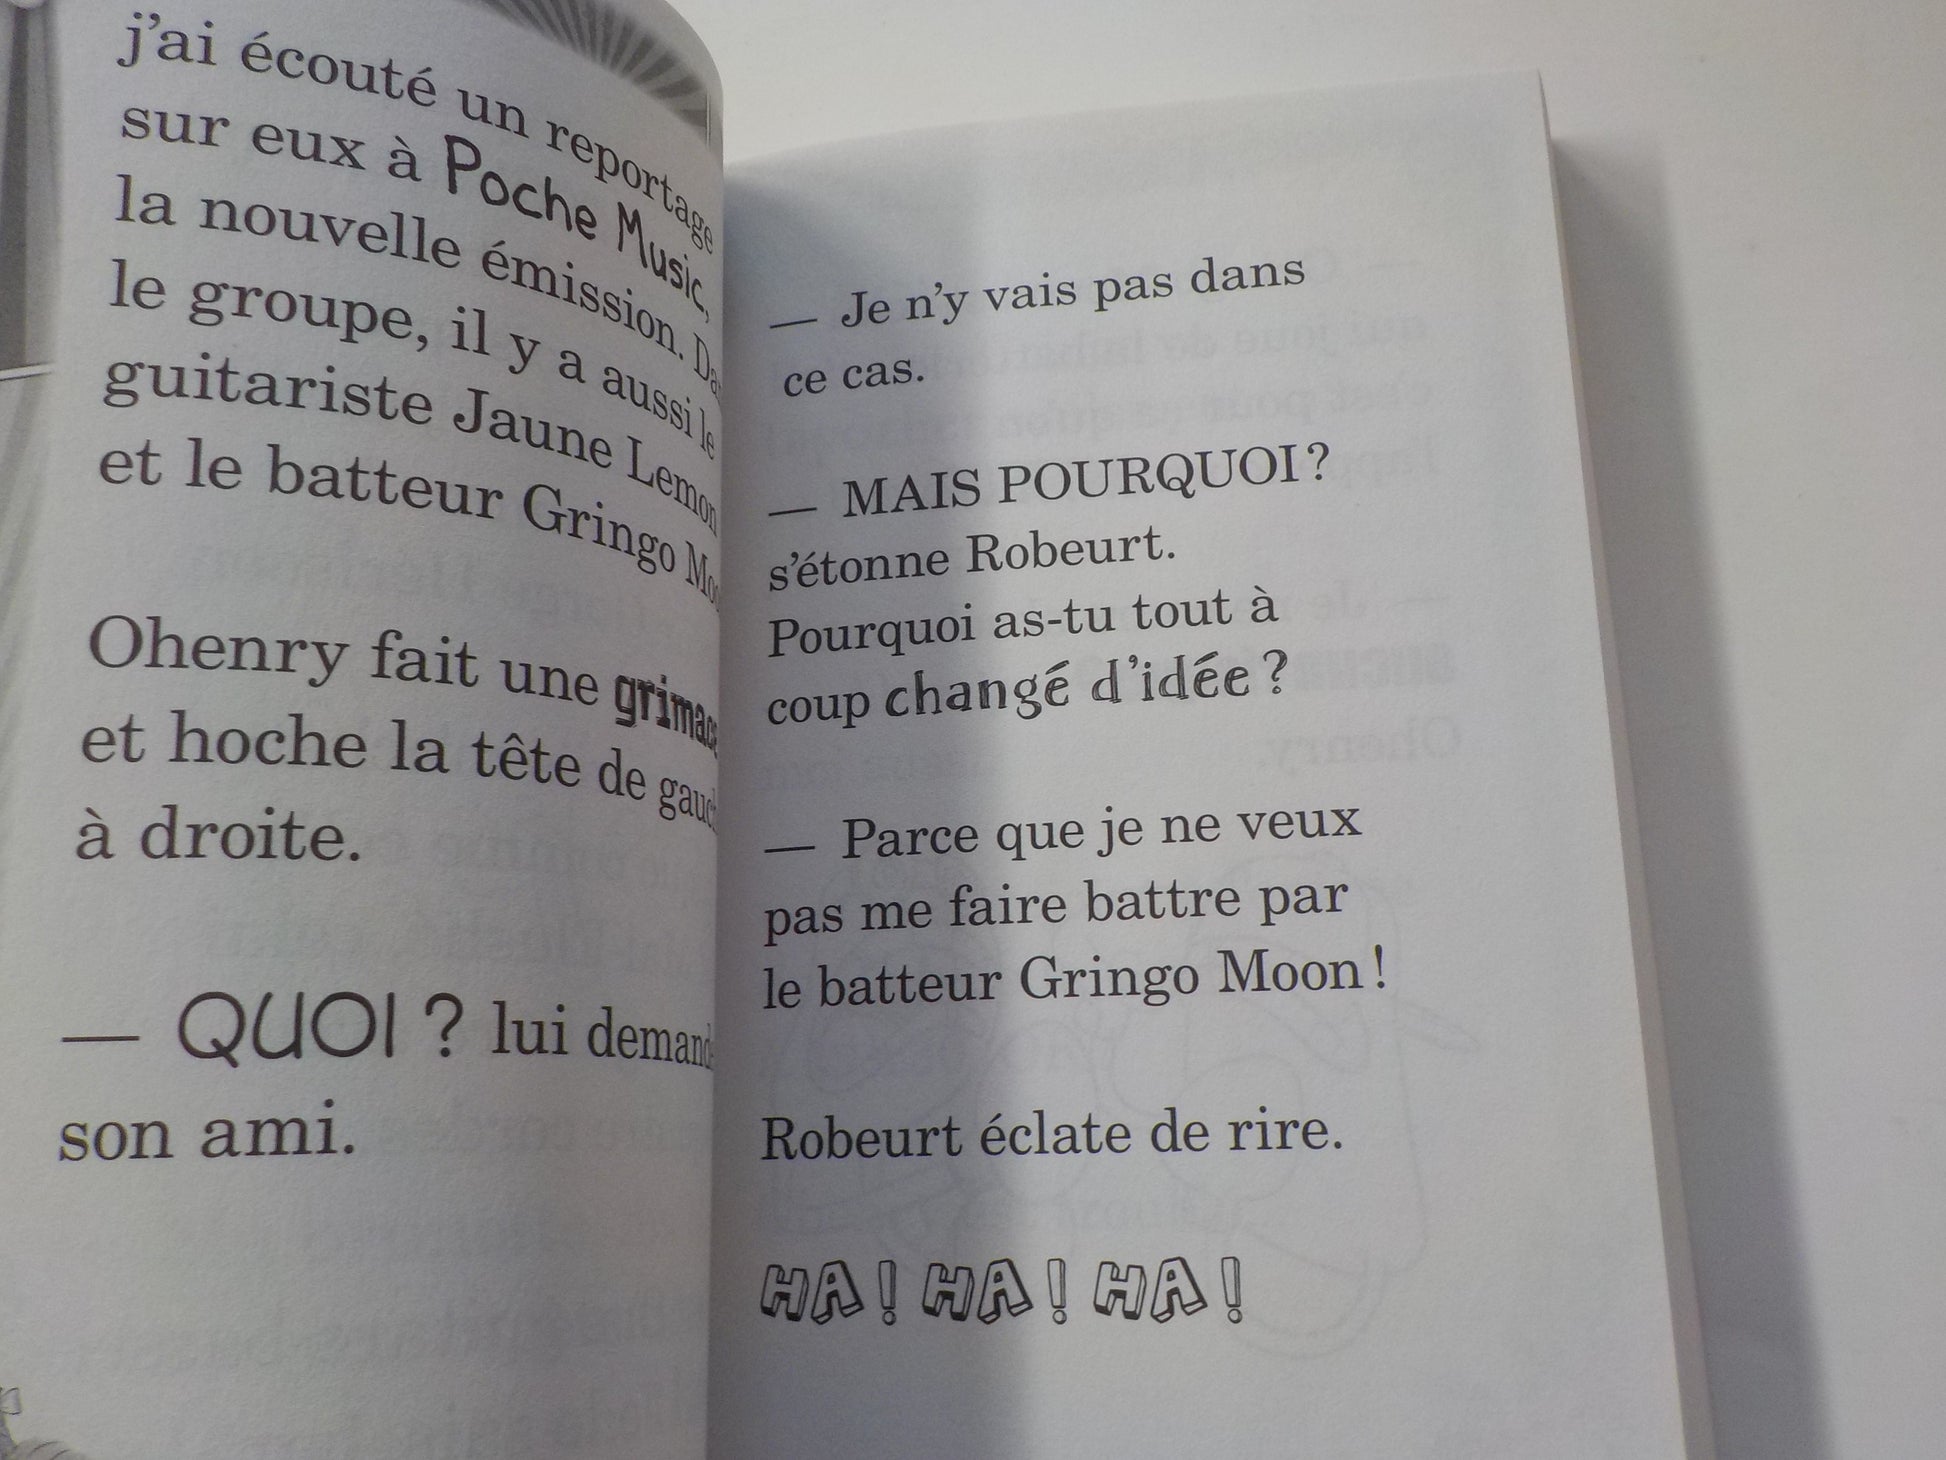 j'ai écouté un reportage
sur eux à Poche Music,
la nouvelle émission.
le groupe, il y a aussi le
guitariste Jaune Lemon
et le batteur Gringo
Ohenry fait une
et hoche la tête de
à droite.
— QUOI ? lui
son ami.
— Je n'y vais pas dans
ce cas.
— MAIS POURQUOI ?
s'étonne Robeurt.
Pourquoi as-tu tout à
coup changé d'idée ?
— Parce que je ne veux
pas me faire battre par
le batteur Gringo Moon !
Robeurt éclate de rire.
HA ! HA ! HA !